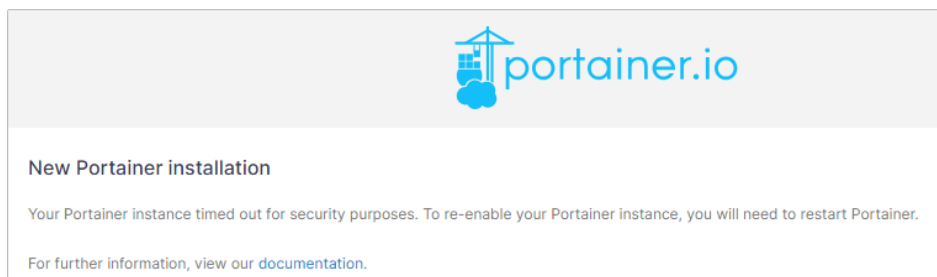 portainer.io
New Portainer installation
Your Portainer instance timed out for security purposes. To re-enable your Portainer instance, you will need to restart Portainer.
For further information, view our documentation.